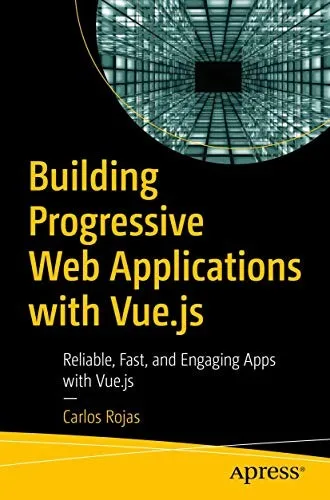 Building
Progressive
Web Applications
with Vue.js
Reliable, Fast, and Engaging Apps
with Vue.js
—
Carlos Rojas
Apress®